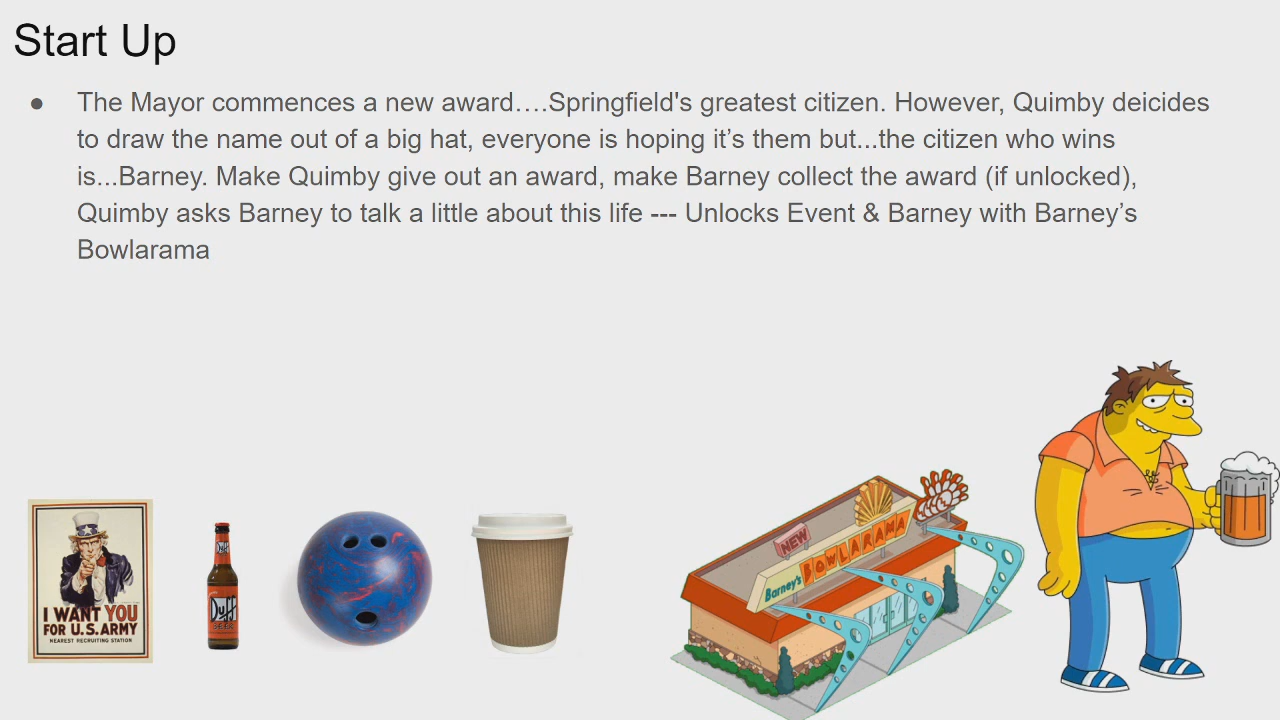 Start Up
● The Mayor commences a new award….Springfield's greatest citizen. However, Quimby deicides
to draw the name out of a big hat, everyone is hoping it’s them but...the citizen who wins
is...Barney. Make Quimby give out an award, make Barney collect the award (if unlocked),
Quimby asks Barney to talk a little about this life --- Unlocks Event & Barney with Barney’s
Bowlarama
I WANT YOU
FOR U.S. ARMY
NEAREST RECRUITING STATION
Duff
BEER
NEW
Barney's BOWLARAMA